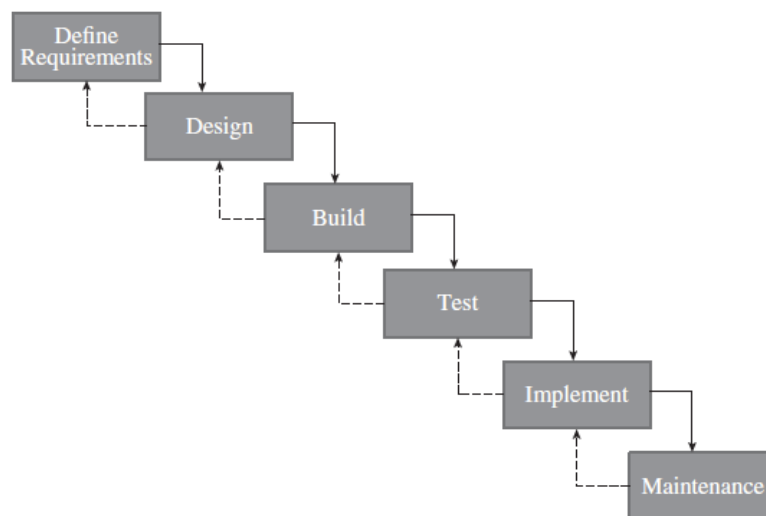 Define
Requirements
Design
Build
Test
Implement
Maintenance